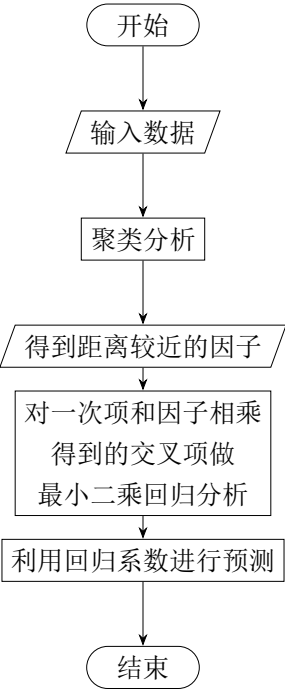 开始
输入数据
聚类分析
得到距离较近的因子
对一次项和因子相乘
得到的交叉项做
最小二乘回归分析
利用回归系数进行预测
结束